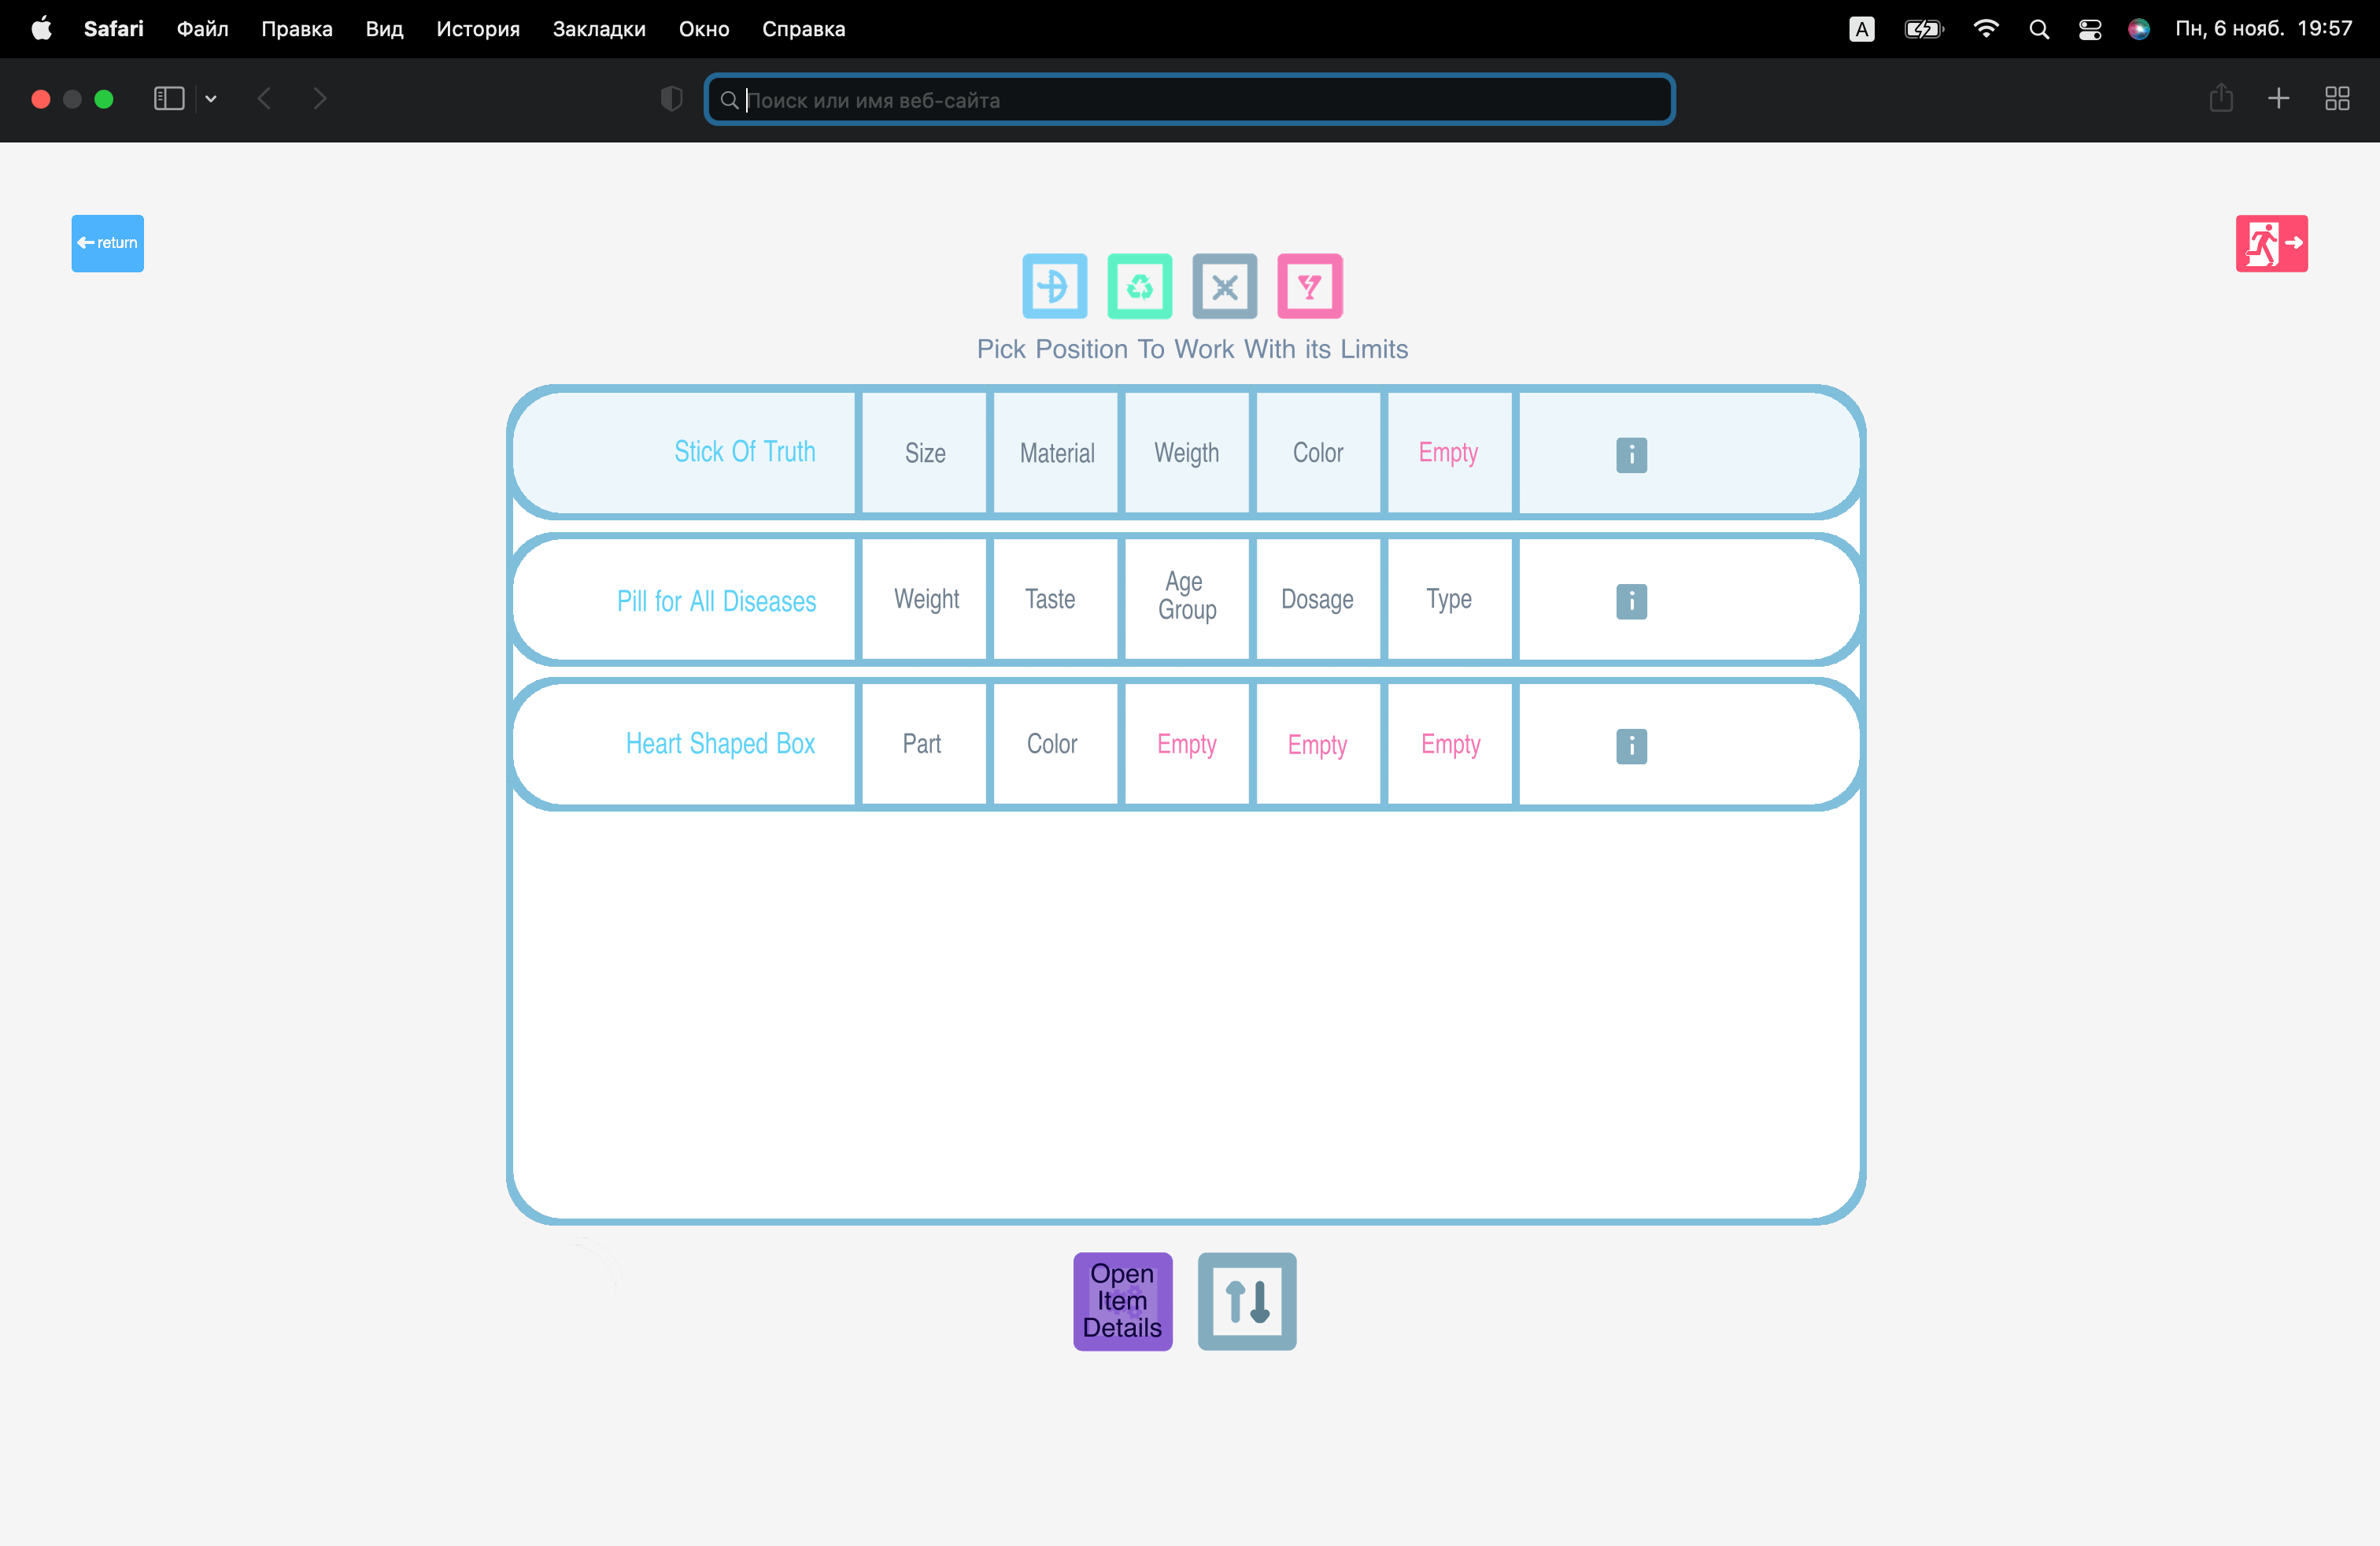 Safari Файл Правка Вид История Закладки Окно Справка A Пн, 6 нояб. 19:57
Поиск или имя веб-сайта
return
Pick Position To Work With its Limits
Stick Of Truth Size Material Weigth Color Empty i
Pill for All Diseases Weight Taste Age Group Dosage Type i
Heart Shaped Box Part Color Empty Empty Empty i
Open
Item
Details